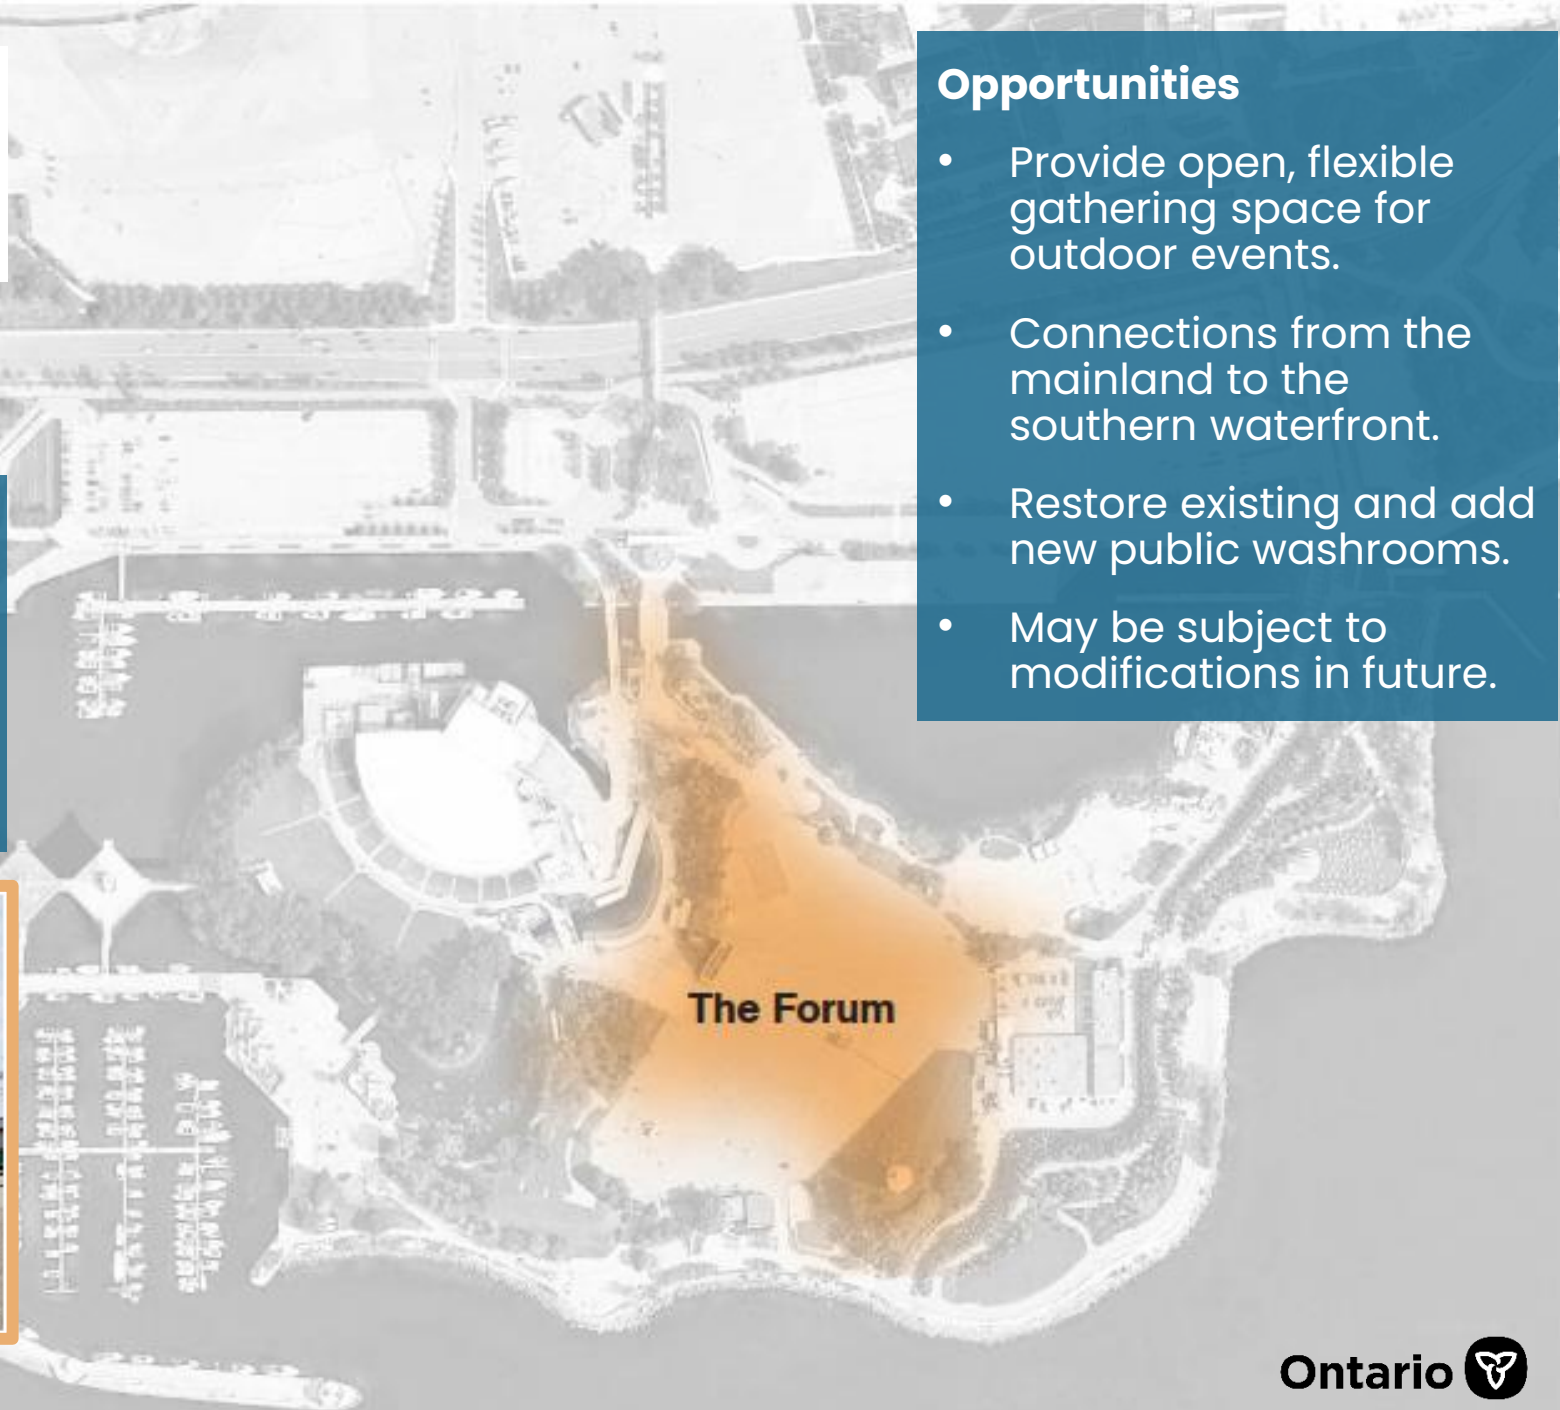 Opportunities
• Provide open, flexible
gathering space for
outdoor events.
• Connections from the
mainland to the
southern waterfront.
• Restore existing and add
new public washrooms.
• May be subject to
modifications in future.
The Forum
Ontario